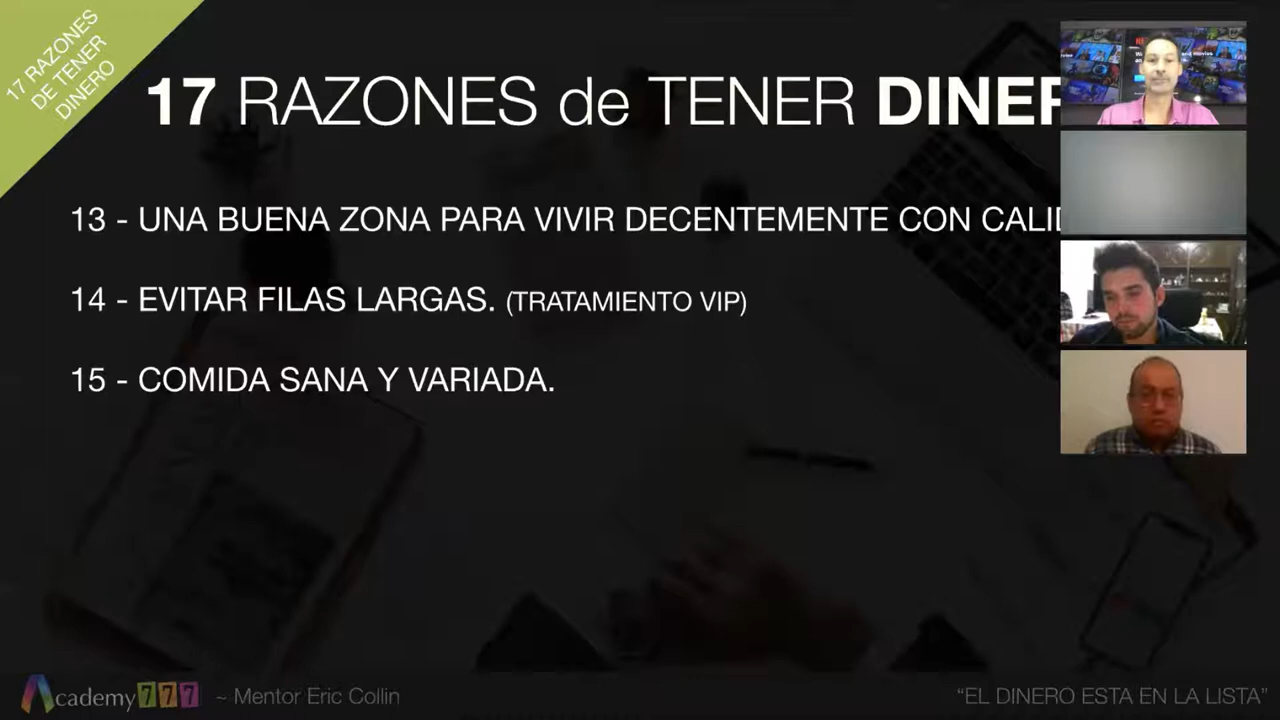 17 RAZONES
DE TENER
DINERO
17 RAZONES de TENER DINER
13 - UNA BUENA ZONA PARA VIVIR DECENTEMENTE CON CALI
14 - EVITAR FILAS LARGAS. (TRATAMIENTO VIP)
15 - COMIDA SANA Y VARIADA.
Academy777 ~ Mentor Eric Collin
“EL DINERO ESTA EN LA LISTA”